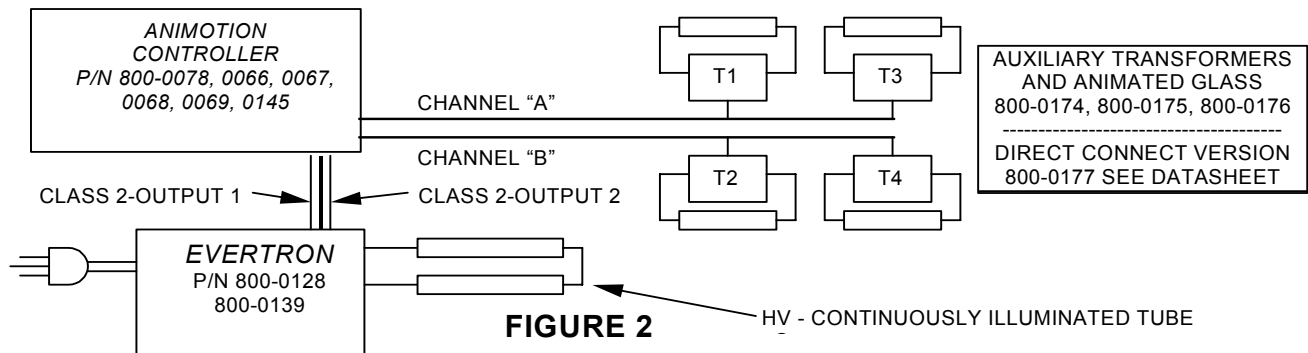 ANIMOTION
CONTROLLER
P/N 800-0078, 0066, 0067,
0068, 0069, 0145
CHANNEL “A”
CHANNEL “B”
T1
T3
T2
T4
AUXILIARY TRANSFORMERS
AND ANIMATED GLASS
800-0174, 800-0175, 800-0176
---------------------------------------
DIRECT CONNECT VERSION
800-0177 SEE DATASHEET
CLASS 2-OUTPUT 1
CLASS 2-OUTPUT 2
EVERTRON
P/N 800-0128
800-0139
HV - CONTINUOUSLY ILLUMINATED TUBE
FIGURE 2